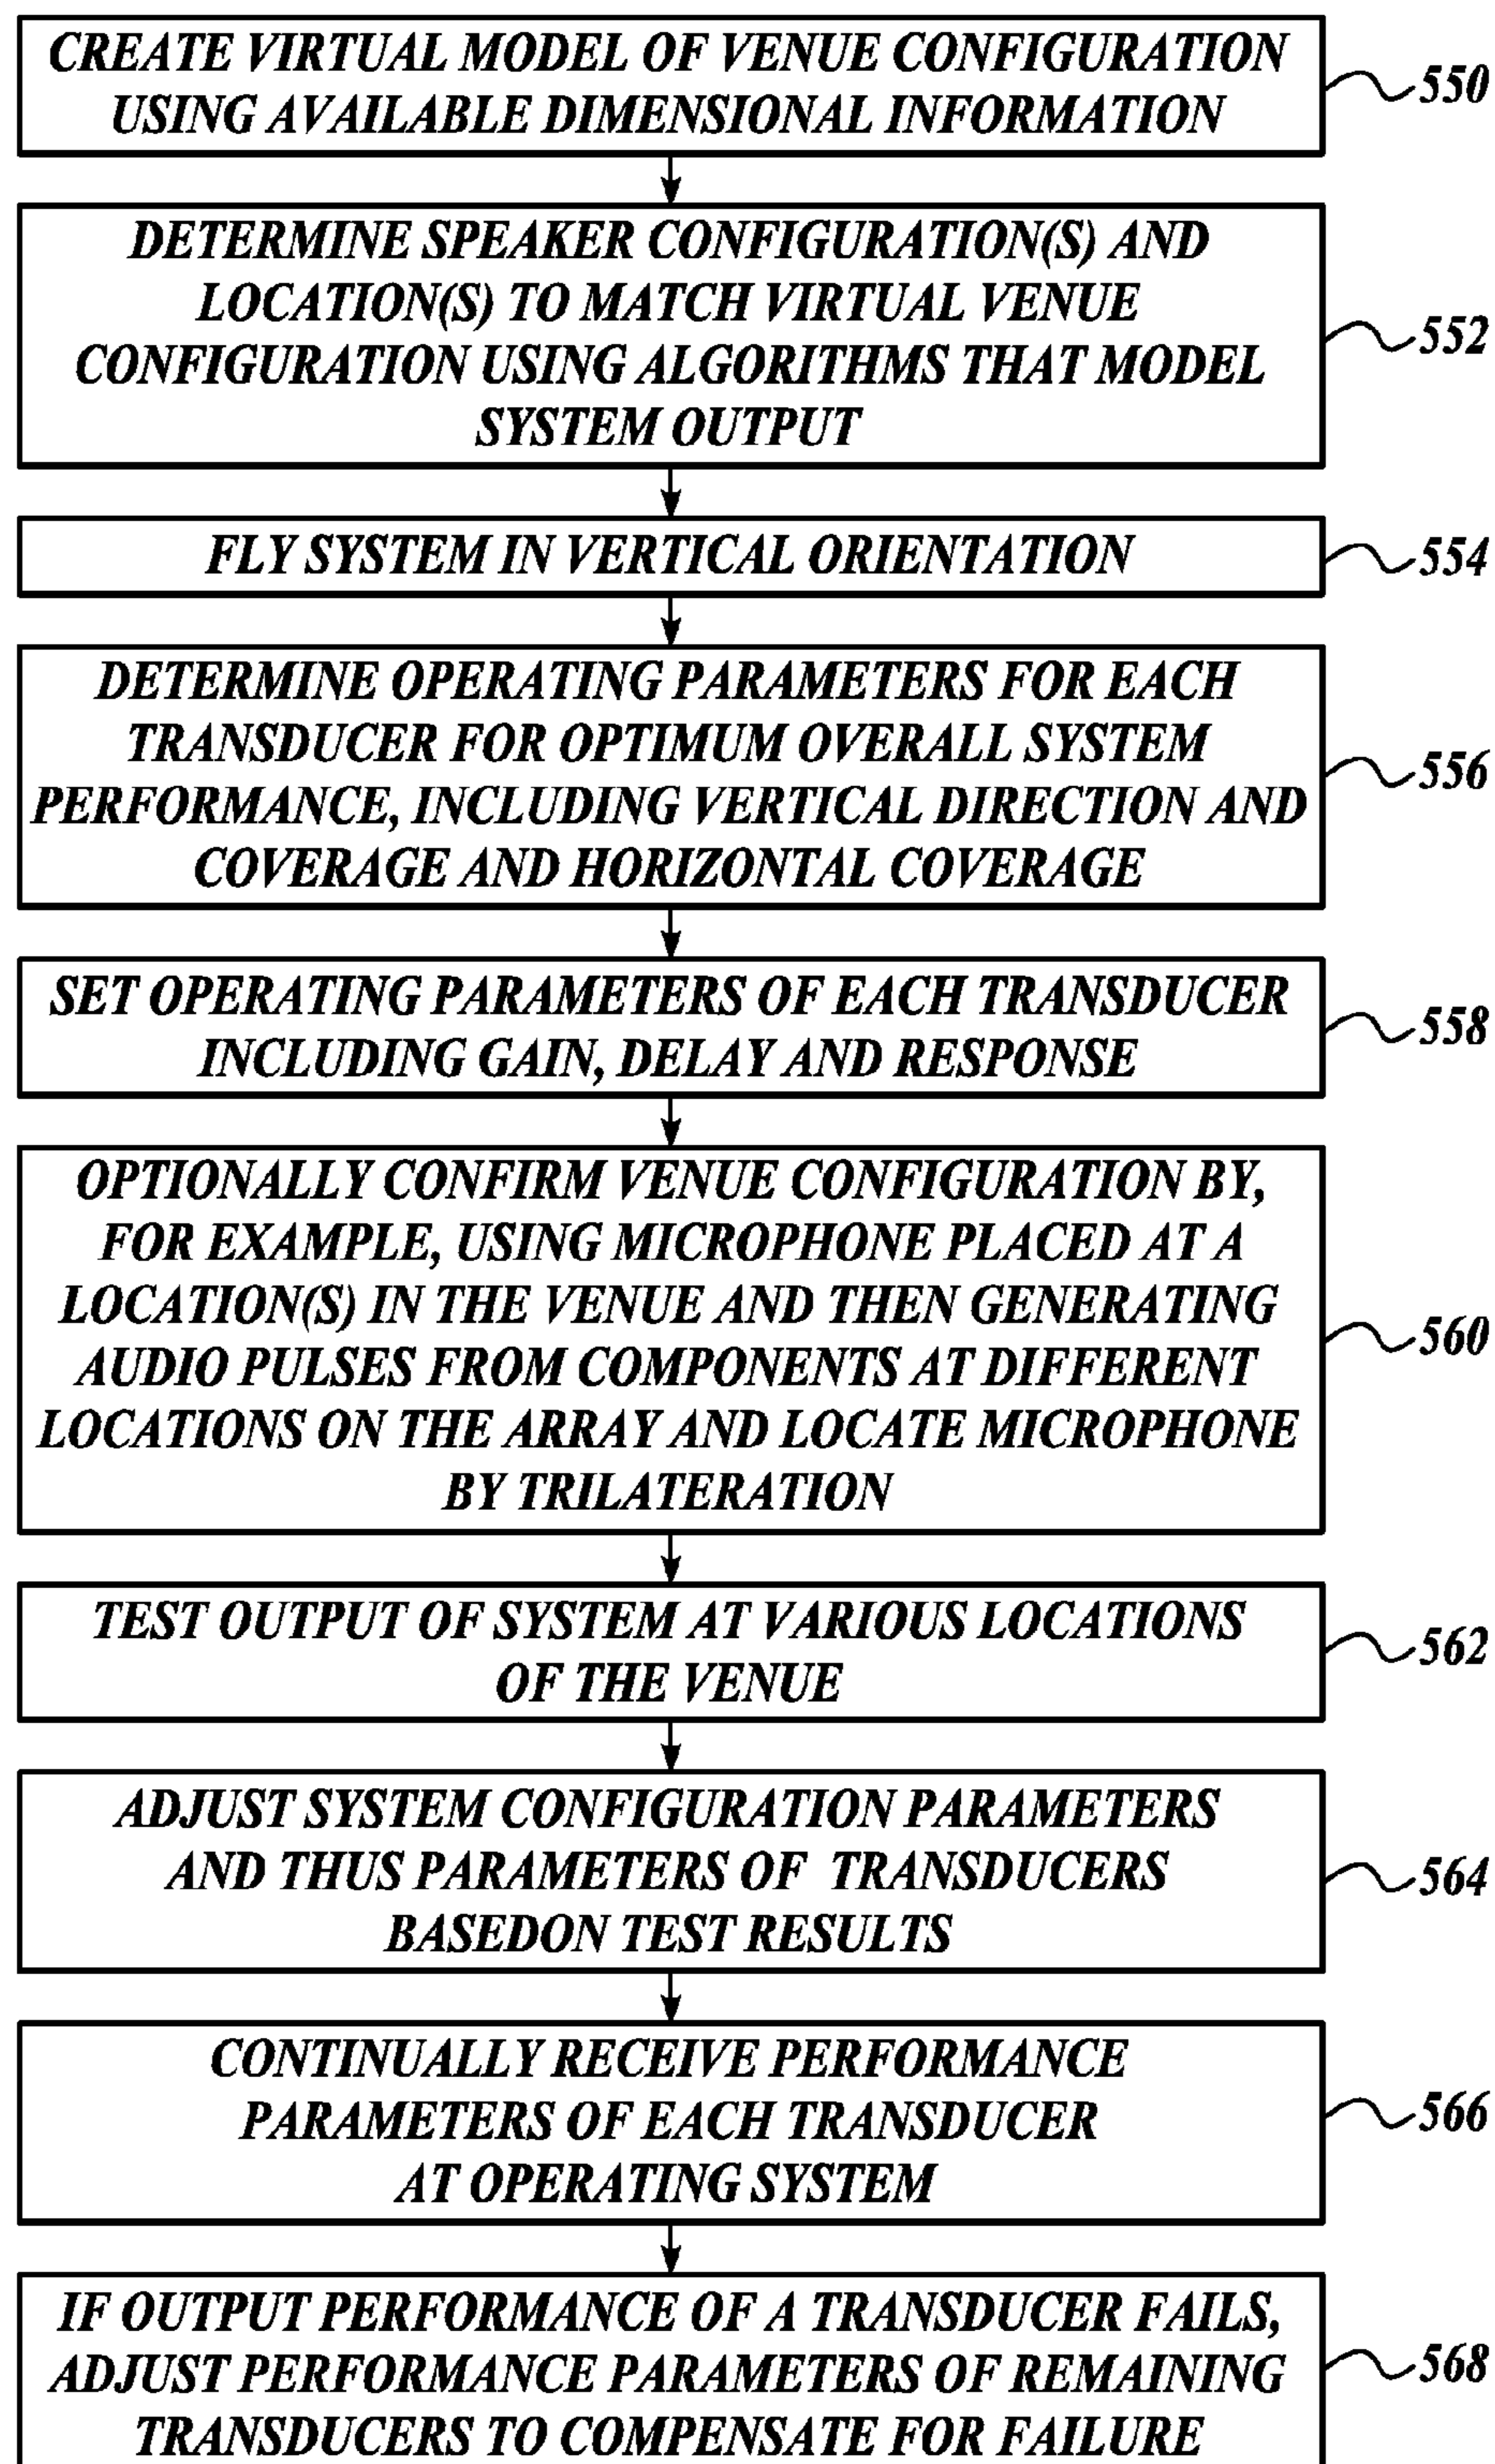 CREATE VIRTUAL MODEL OF VENUE CONFIGURATION
USING AVAILABLE DIMENSIONAL INFORMATION
550
DETERMINE SPEAKER CONFIGURATION(S) AND
LOCATION(S) TO MATCH VIRTUAL VENUE
CONFIGURATION USING ALGORITHMS THAT MODEL
SYSTEM OUTPUT
552
FLY SYSTEM IN VERTICAL ORIENTATION
554
DETERMINE OPERATING PARAMETERS FOR EACH
TRANSDUCER FOR OPTIMUM OVERALL SYSTEM
PERFORMANCE, INCLUDING VERTICAL DIRECTION AND
COVERAGE AND HORIZONTAL COVERAGE
556
SET OPERATING PARAMETERS OF EACH TRANSDUCER
INCLUDING GAIN, DELAY AND RESPONSE
558
OPTIONALLY CONFIRM VENUE CONFIGURATION BY,
FOR EXAMPLE, USING MICROPHONE PLACED AT A
LOCATION(S) IN THE VENUE AND THEN GENERATING
AUDIO PULSES FROM COMPONENTS AT DIFFERENT
LOCATIONS ON THE ARRAY AND LOCATE MICROPHONE
BY TRILATERATION
560
TEST OUTPUT OF SYSTEM AT VARIOUS LOCATIONS
OF THE VENUE
562
ADJUST SYSTEM CONFIGURATION PARAMETERS
AND THUS PARAMETERS OF TRANSDUCERS
BASEDON TEST RESULTS
564
CONTINUALLY RECEIVE PERFORMANCE
PARAMETERS OF EACH TRANSDUCER
AT OPERATING SYSTEM
566
IF OUTPUT PERFORMANCE OF A TRANSDUCER FAILS,
ADJUST PERFORMANCE PARAMETERS OF REMAINING
TRANSDUCERS TO COMPENSATE FOR FAILURE
568